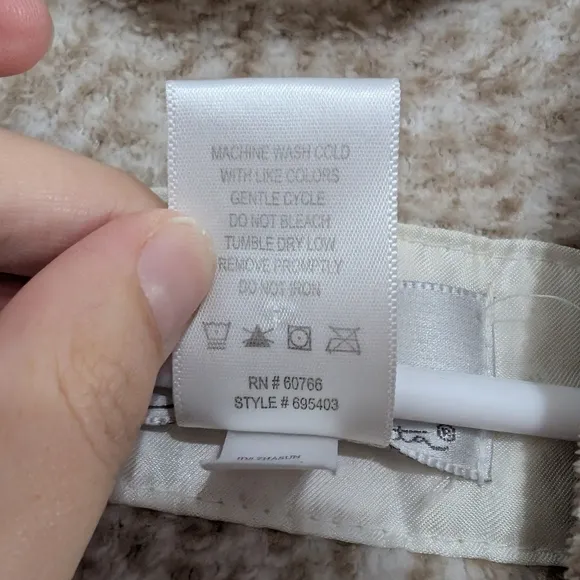 MACHINE WASH COLD
WITH LIKE COLORS
GENTLE CYCLE
DO NOT BLEACH
TUMBLE DRY LOW
REMOVE PROMPTLY
DO NOT IRON
RN # 60766
STYLE # 695403
®